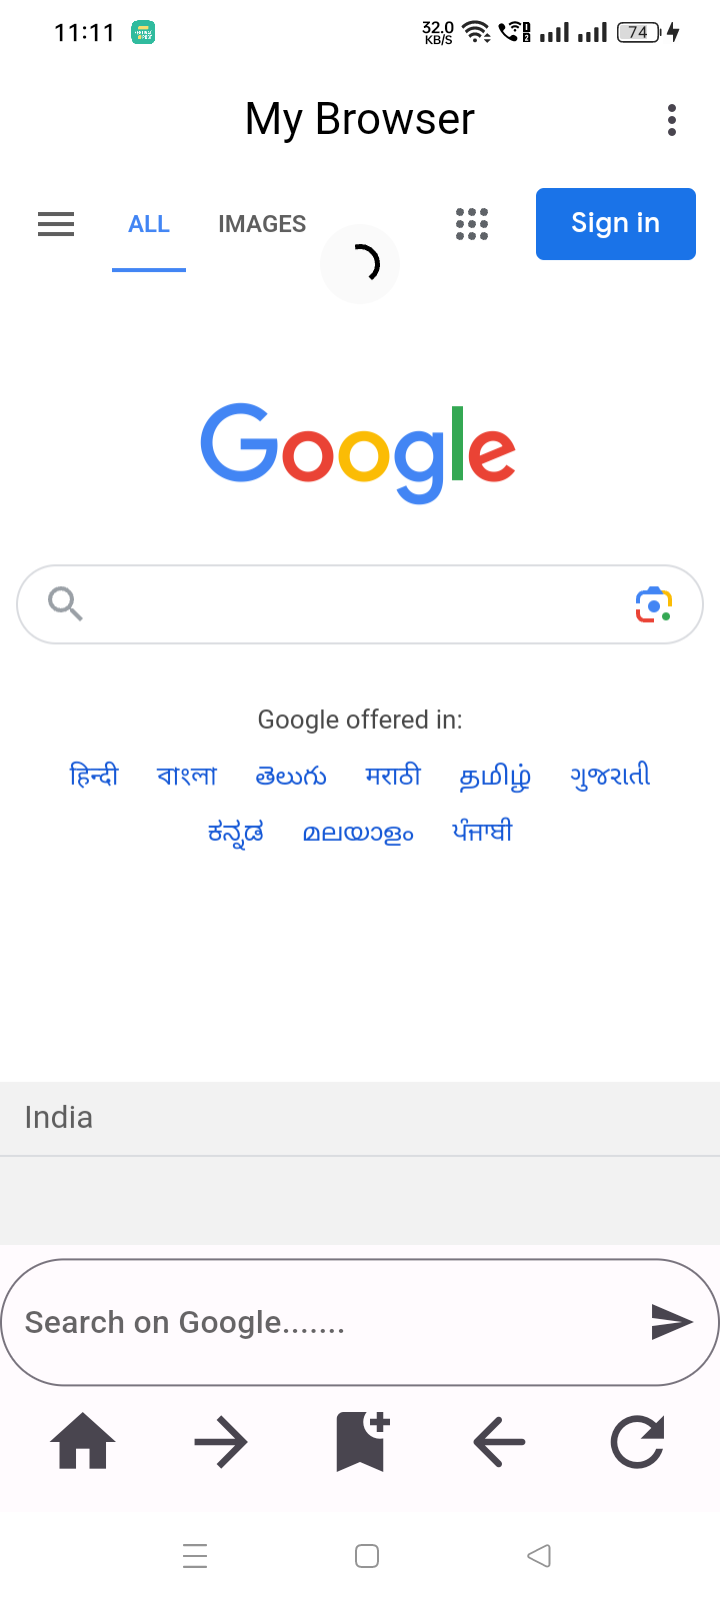 11:11 32.0 KB/S 74
My Browser
ALL IMAGES Sign in
Google
Google offered in:
हिन्दी বাংলা తెలుగు मराठी தமிழ் ગુજરાતી
ಕನ್ನಡ മലയാളം ਪੰਜਾਬੀ
India
Search on Google.......